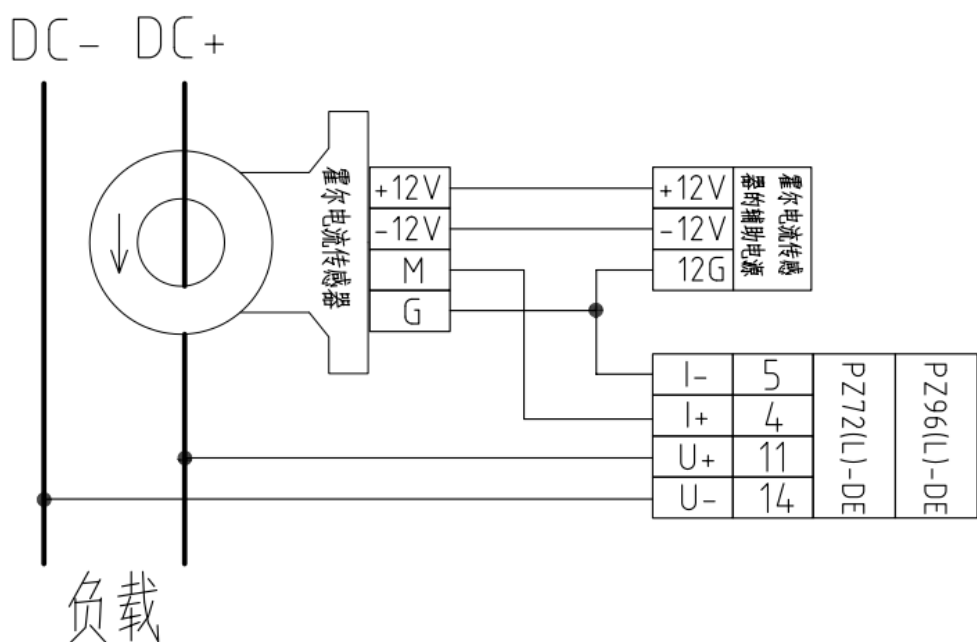 DC- DC+
霍尔电流传感器
+12V
-12V
M
G
+12V
-12V
12G
霍尔电流传感
器的辅助电源
I- 5
I+ 4
U+ 11
U- 14
PZ72(L)-DE
PZ96(L)-DE
负载